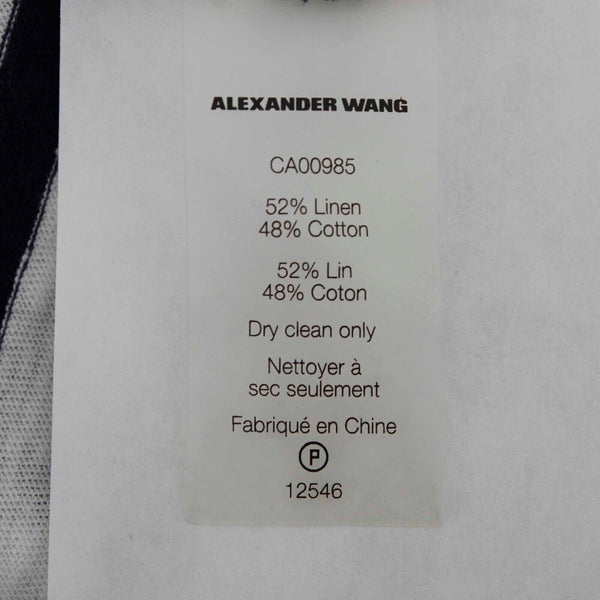 ALEXANDER WANG
CA00985
52% Linen
48% Cotton
52% Lin
48% Coton
Dry clean only
Nettoyer à
sec seulement
Fabriqué en Chine
P
12546